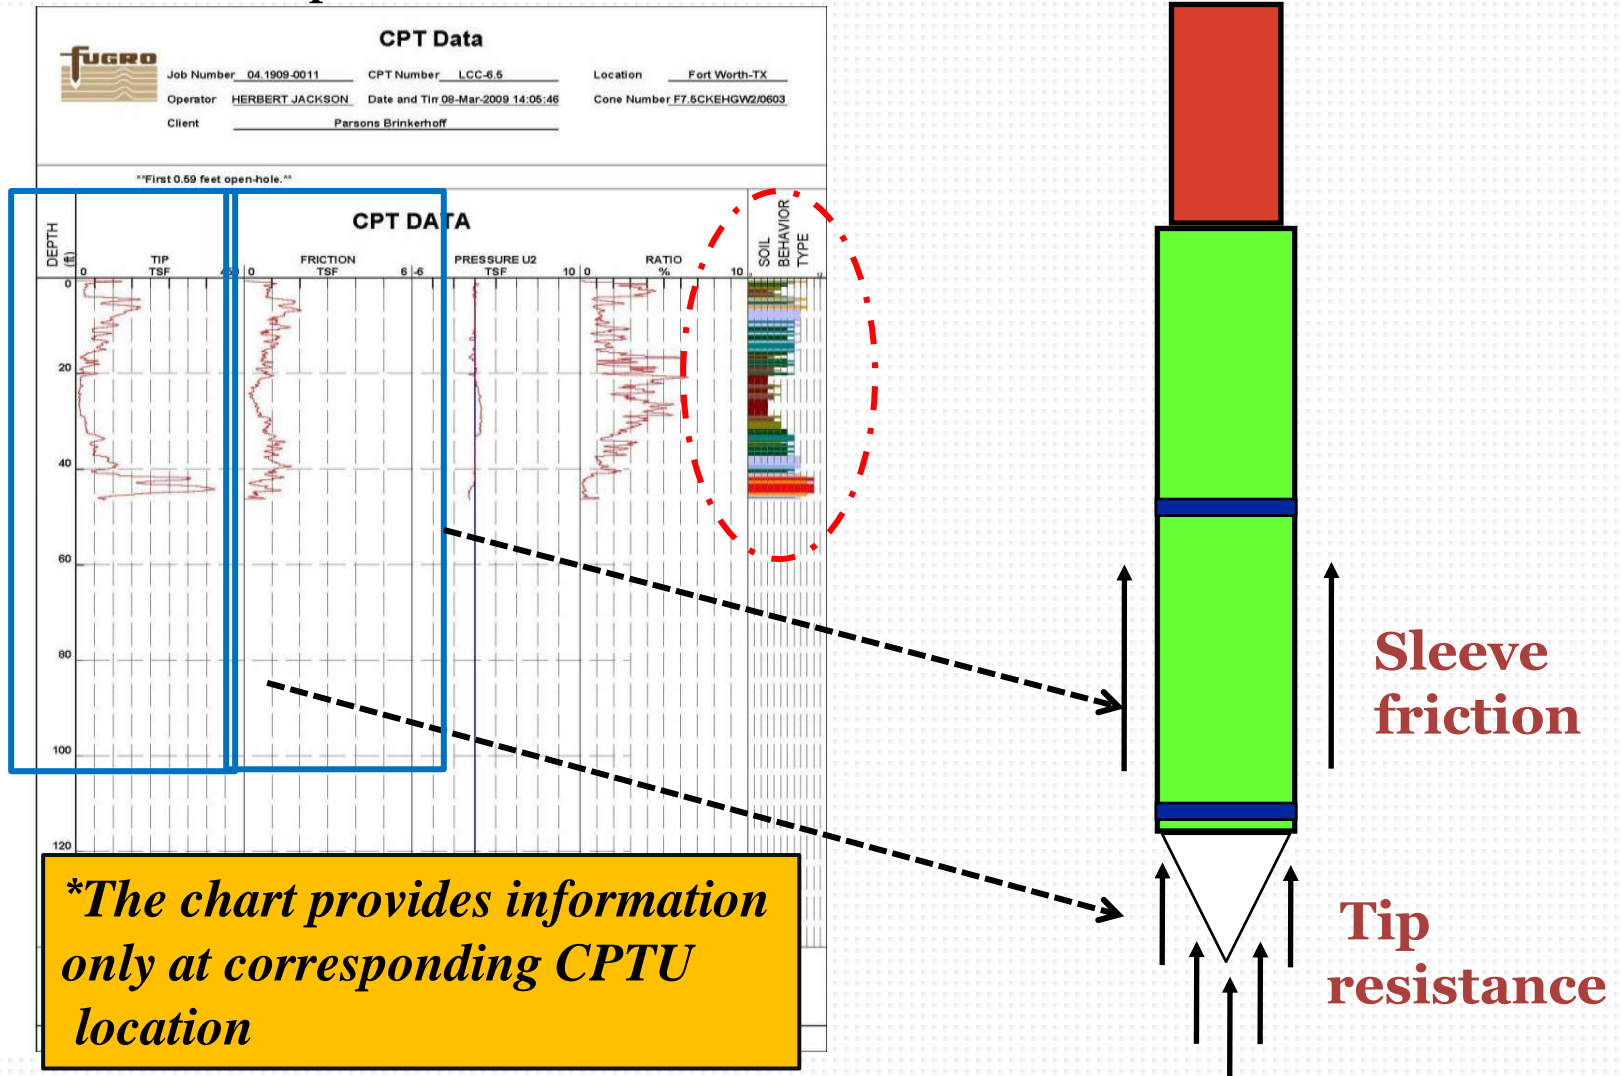 CPT Data
FUGRO
Job Number 04.1909-0011 CPT Number LCC-6.5 Location Fort Worth-TX
Operator HERBERT JACKSON Date and Tim 08-Mar-2009 14:05:46 Cone Number F7.5CKEHGW2/0603
Client Parsons Brinkerhoff
**First 0.59 feet open-hole.**
CPT DATA
DEPTH
(ft)
TIP FRICTION PRESSURE U2 RATIO
0 TSF 0 TSF 6 -6 TSF 10 0 % 10
SOIL
BEHAVIOR
TYPE
0
20
40
60
80
100
120
Sleeve
friction
Tip
resistance
*The chart provides information
only at corresponding CPTU
location